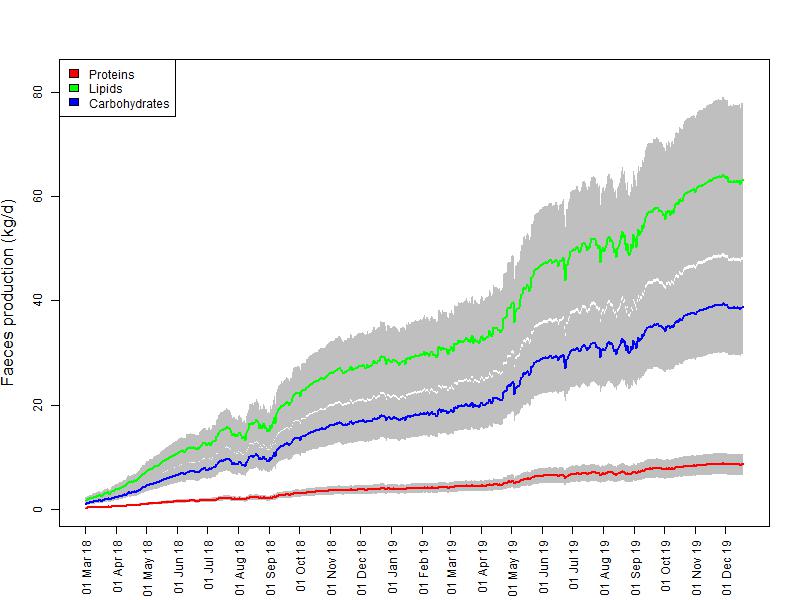 Proteins
Lipids
Carbohydrates
Faeces production (kg/d)
80
60
40
20
0
01 Mar 18
01 Apr 18
01 May 18
01 Jun 18
01 Jul 18
01 Aug 18
01 Sep 18
01 Oct 18
01 Nov 18
01 Dec 18
01 Jan 19
01 Feb 19
01 Mar 19
01 Apr 19
01 May 19
01 Jun 19
01 Jul 19
01 Aug 19
01 Sep 19
01 Oct 19
01 Nov 19
01 Dec 19